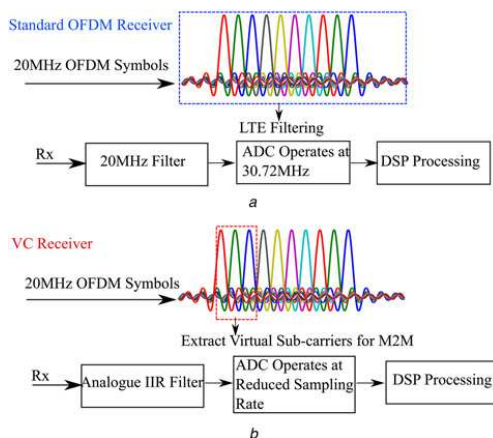 Standard OFDM Receiver
20MHz OFDM Symbols
LTE Filtering
Rx
20MHz Filter
ADC Operates at
30.72MHz
DSP Processing
a
VC Receiver
20MHz OFDM Symbols
Extract Virtual Sub-carriers for M2M
Rx
Analogue IIR Filter
ADC Operates at
Reduced Sampling
Rate
DSP Processing
b